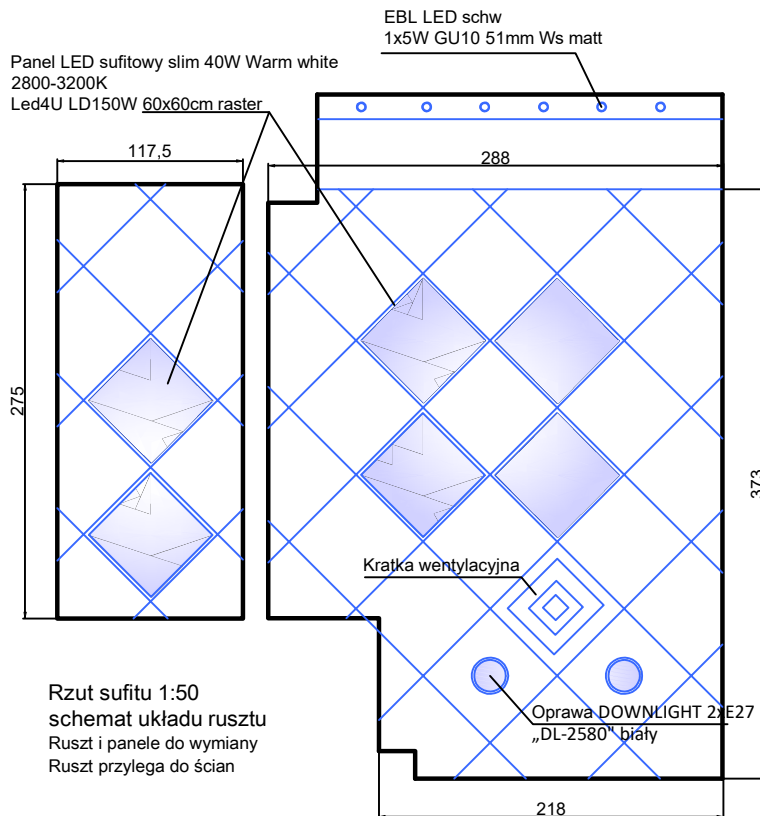 EBL LED schw
1x5W GU10 51mm Ws matt
Panel LED sufitowy slim 40W Warm white
2800-3200K
Led4U LD150W 60x60cm raster
117,5
288
275
373
Kratka wentylacyjna
Oprawa DOWNLIGHT 2xE27
„DL-2580" biały
Rzut sufitu 1:50
schemat układu rusztu
Ruszt i panele do wymiany
Ruszt przylega do ścian
218